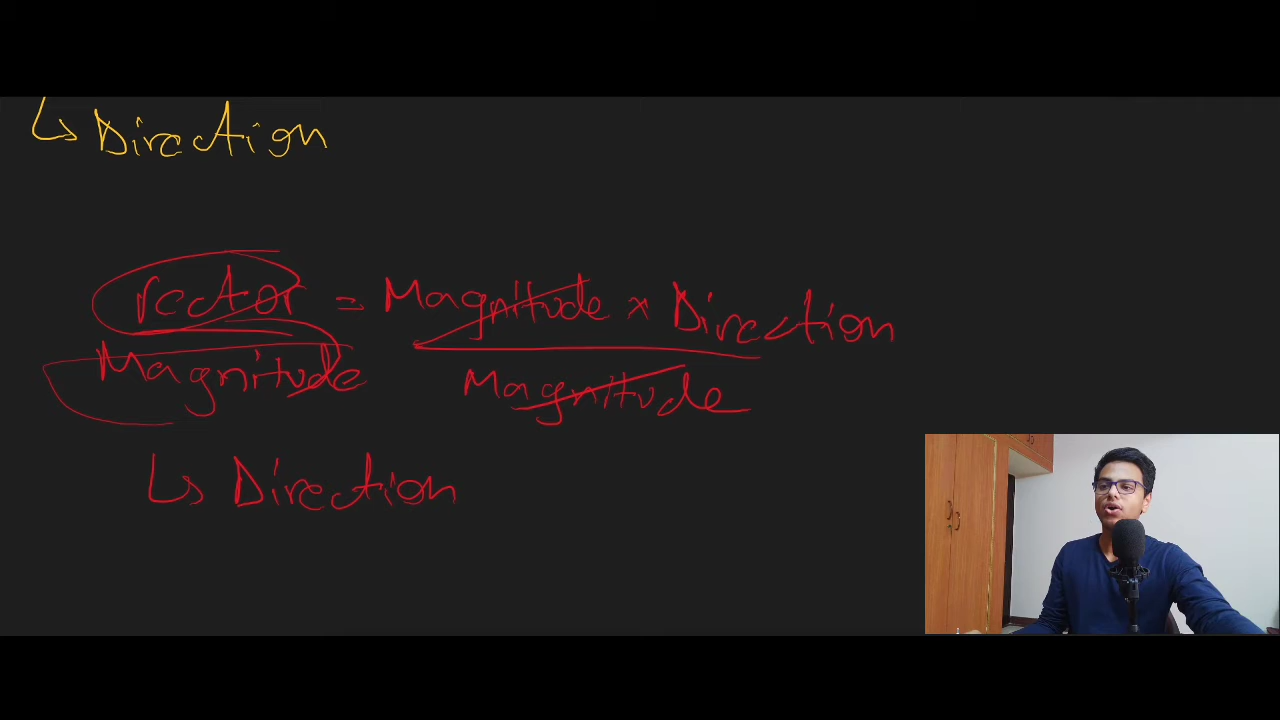 ↳ Direction
vector = Magnitude x Direction
Magnitude Magnitude
↳ Direction